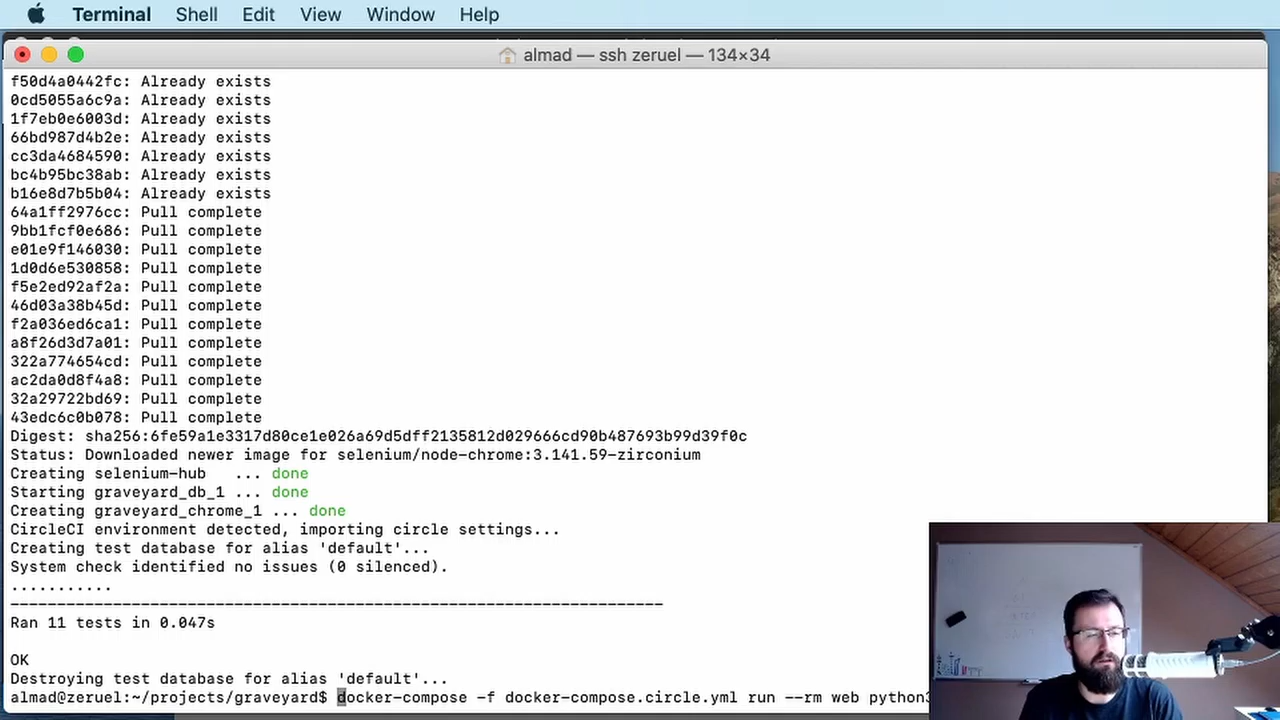 Terminal Shell Edit View Window Help
almad — ssh zeruel — 134×34
f50d4a0442fc: Already exists
0cd5055a6c9a: Already exists
1f7eb0e6003d: Already exists
66bd987d4b2e: Already exists
cc3da4684590: Already exists
bc4b95bc38ab: Already exists
b16e8d7b5b04: Already exists
64a1ff2976cc: Pull complete
9bb1fcf0e686: Pull complete
e01e9f146030: Pull complete
1d0d6e530858: Pull complete
f5e2ed92af2a: Pull complete
46d03a38b45d: Pull complete
f2a036ed6ca1: Pull complete
a8f26d3d7a01: Pull complete
322a774654cd: Pull complete
ac2da0d8f4a8: Pull complete
32a29722bd69: Pull complete
43edc6c0b078: Pull complete
Digest: sha256:6fe59a1e3317d80ce1e026a69d5dff2135812d029666cd90b487693b99d39f0c
Status: Downloaded newer image for selenium/node-chrome:3.141.59-zirconium
Creating selenium-hub   ... done
Starting graveyard_db_1 ... done
Creating graveyard_chrome_1 ... done
CircleCI environment detected, importing circle settings...
Creating test database for alias 'default'...
System check identified no issues (0 silenced).
...........
----------------------------------------------------------------------
Ran 11 tests in 0.047s
OK
Destroying test database for alias 'default'...
almad@zeruel:~/projects/graveyard$ docker-compose -f docker-compose.circle.yml run --rm web python3